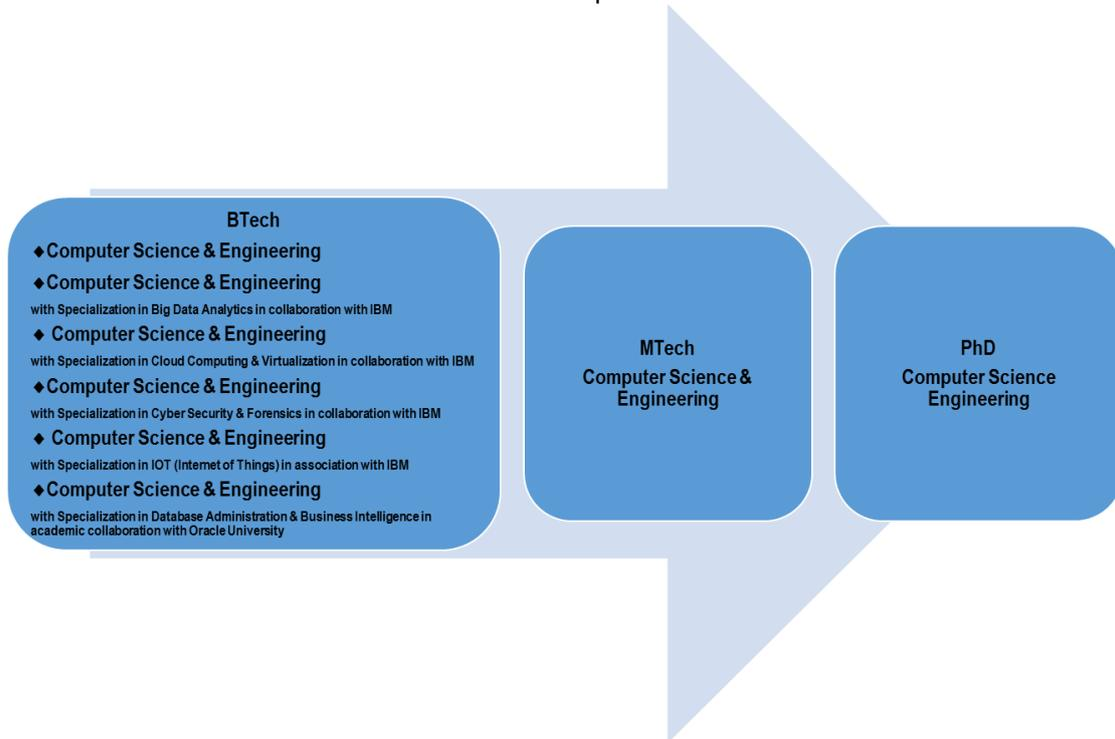 BTech
♦Computer Science & Engineering
♦Computer Science & Engineering
with Specialization in Big Data Analytics in collaboration with IBM
♦ Computer Science & Engineering
with Specialization in Cloud Computing & Virtualization in collaboration with IBM
♦Computer Science & Engineering
with Specialization in Cyber Security & Forensics in collaboration with IBM
♦ Computer Science & Engineering
with Specialization in IOT (Internet of Things) in association with IBM
♦Computer Science & Engineering
with Specialization in Database Administration & Business Intelligence in
academic collaboration with Oracle University
MTech
Computer Science &
Engineering
PhD
Computer Science
Engineering